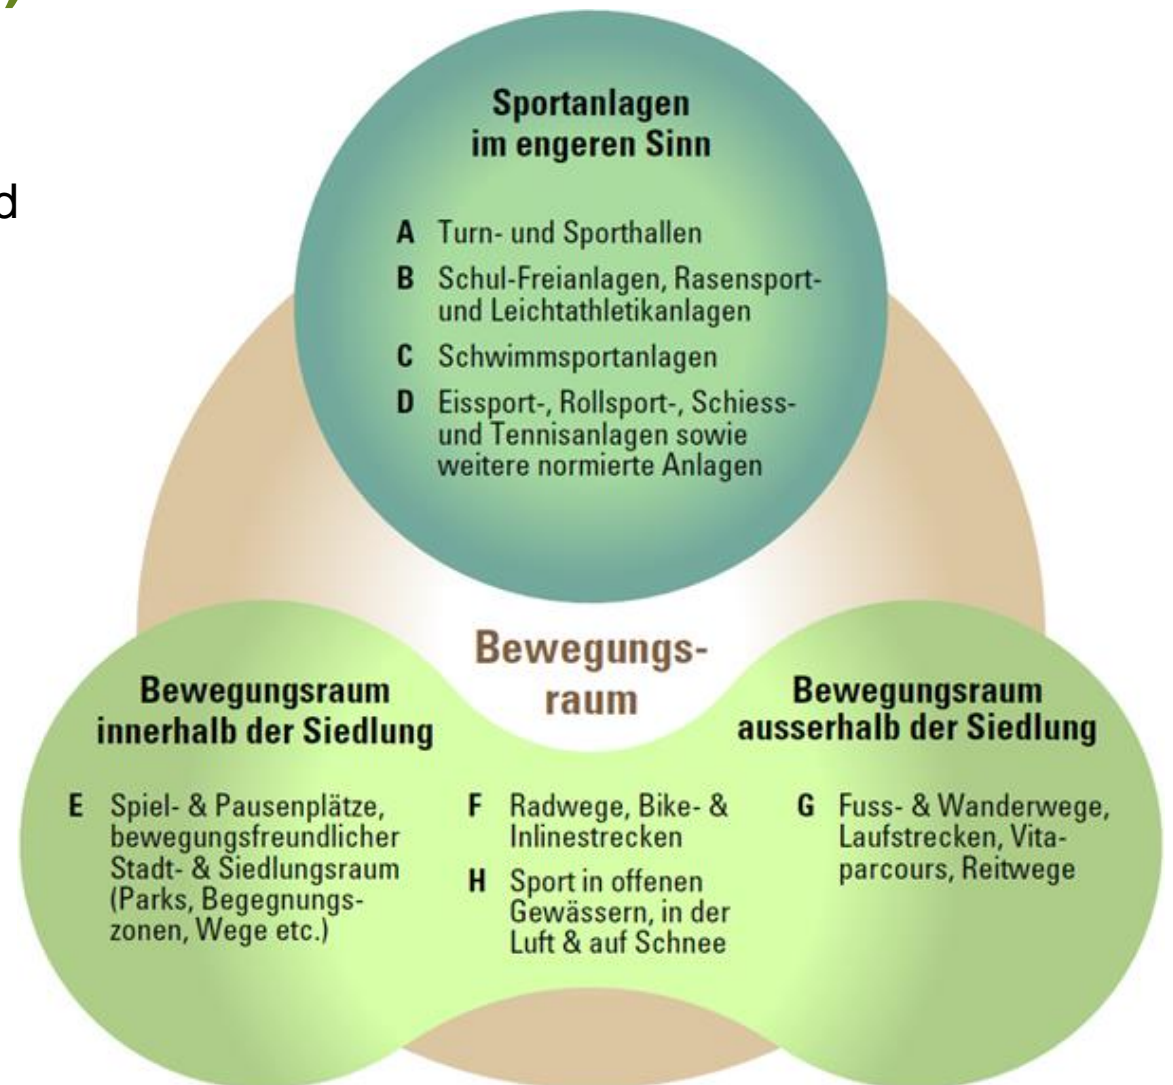 )
d
Sportanlagen
im engeren Sinn
A Turn- und Sporthallen
B Schul-Freianlagen, Rasensport-
und Leichtathletikanlagen
C Schwimmsportanlagen
D Eissport-, Rollsport-, Schiess-
und Tennisanlagen sowie
weitere normierte Anlagen
Bewegungs-
raum
Bewegungsraum
innerhalb der Siedlung
E Spiel- & Pausenplätze,
bewegungsfreundlicher
Stadt- & Siedlungsraum
(Parks, Begegnungs-
zonen, Wege etc.)
F Radwege, Bike- &
Inlinestrecken
H Sport in offenen
Gewässern, in der
Luft & auf Schnee
Bewegungsraum
ausserhalb der Siedlung
G Fuss- & Wanderwege,
Laufstrecken, Vita-
parcours, Reitwege